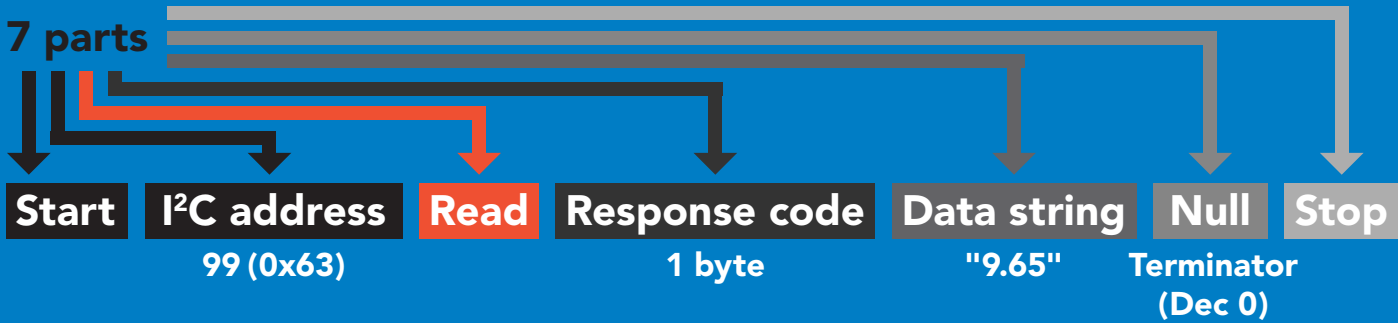 7 parts
Start I²C address Read Response code Data string Null Stop
99 (0x63) 1 byte "9.65" Terminator
(Dec 0)